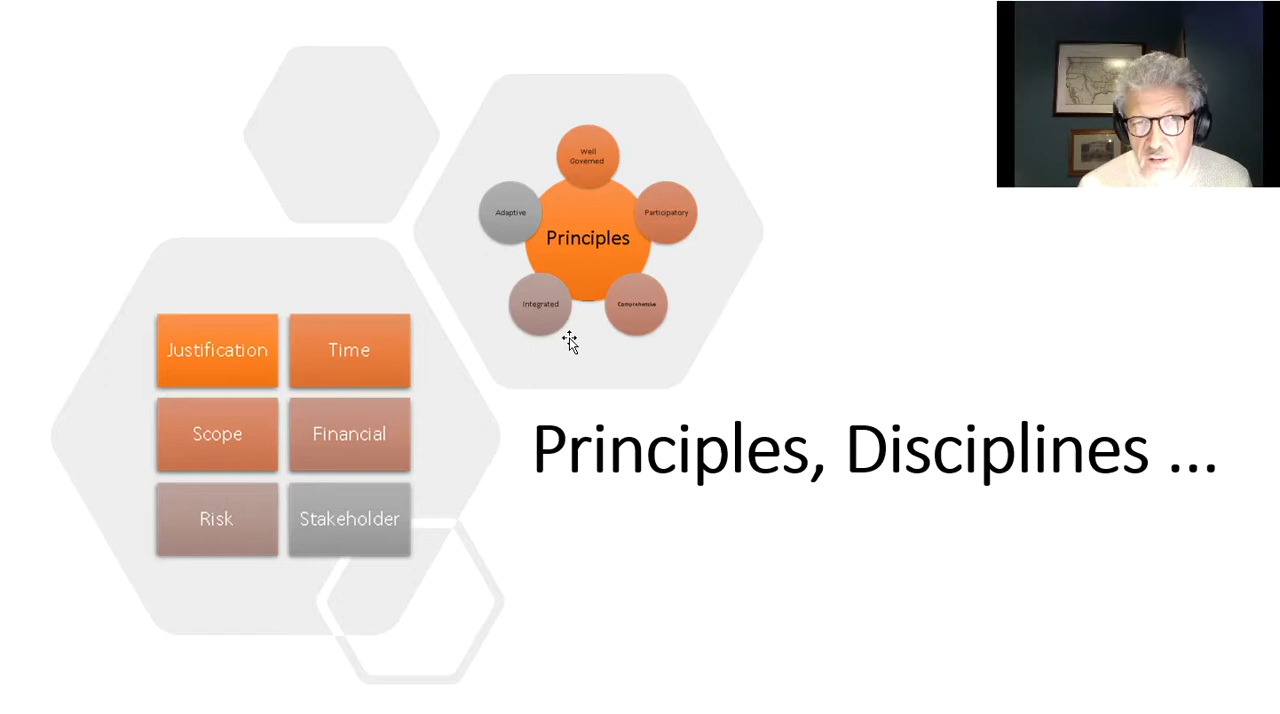 Well
Governed
Adaptive
Participatory
Principles
Integrated
Comprehensive
Justification
Time
Scope
Financial
Risk
Stakeholder
Principles, Disciplines ...